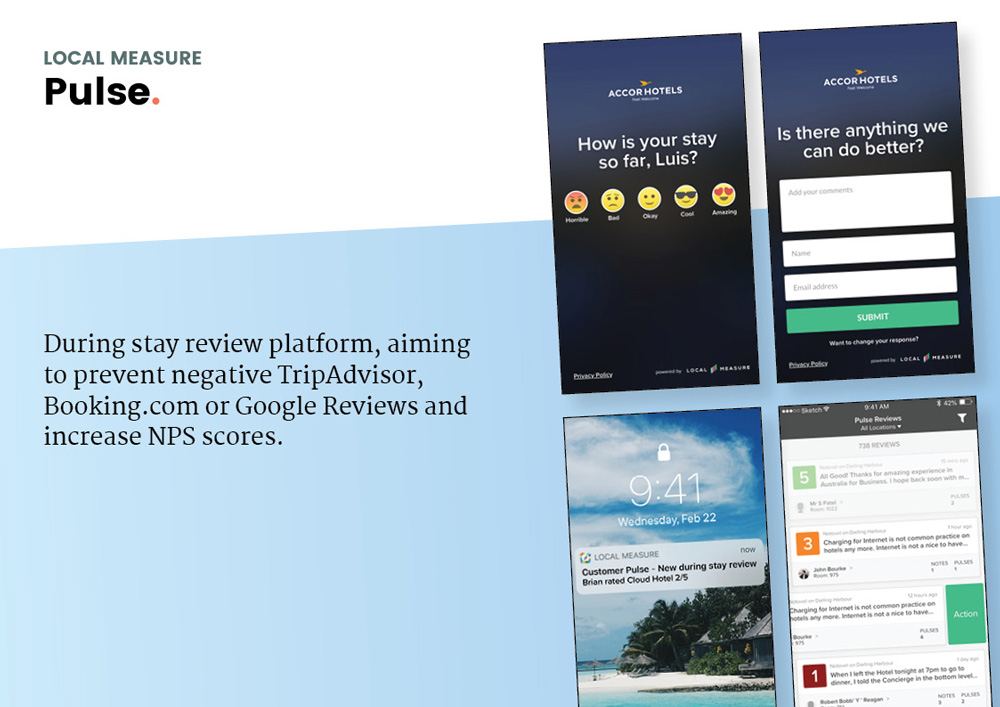 LOCAL MEASURE
Pulse.
During stay review platform, aiming
to prevent negative TripAdvisor,
Booking.com or Google Reviews and
increase NPS scores.
ACCOR HOTELS
Feel Welcome
How is your stay
so far, Luis?
Horrible
Bad
Okay
Cool
Amazing
Privacy Policy
powered by LOCAL MEASURE
ACCOR HOTELS
Feel Welcome
Is there anything we
can do better?
Add your comments
Name
Email address
SUBMIT
Want to change your response?
Privacy Policy
powered by LOCAL MEASURE
9:41
Wednesday, Feb 22
LOCAL MEASURE now
Customer Pulse - New during stay review
Brian rated Cloud Hotel 2/5
Sketch 9:41 AM 42%
Pulse Reviews
All Locations
738 REVIEWS
Novotel on Darling Harbour 15 mins ago
5
All Good! Thanks for amazing experience in
Australia for Business. I hope back soon with m...
Mr S Patel PULSES
Room: 1022 2
Novotel on Darling Harbour 1 hour ago
3
Charging for Internet is not common practice on
hotels any more. Internet is not a nice to have...
John Bourke NOTES PULSES
Room: 975 1 1
Novotel on Darling Harbour 12 hours ago
Charging for Internet is not common practice on
hotels any more. Internet is not a nice to have...
Action
Bourke PULSES
975 4
Novotel on Darling Harbour 1 day ago
1
When I left the Hotel tonight at 7pm to go to
dinner, I told the Concierge in the bottom level...
Robert Bobb' Y ' Reagan NOTES PULSES
3 2